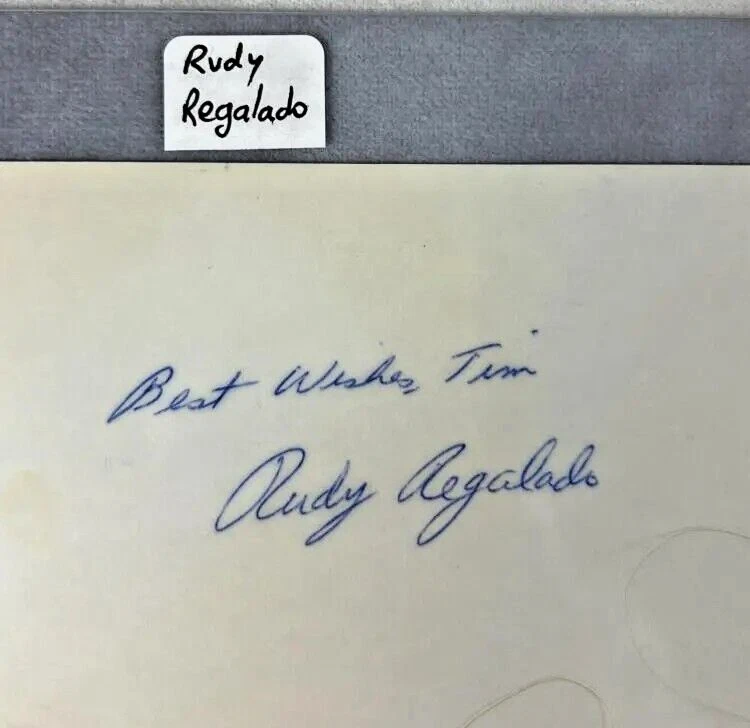 Rudy
Regalado
Best Wishes, Tim
Rudy Regalado